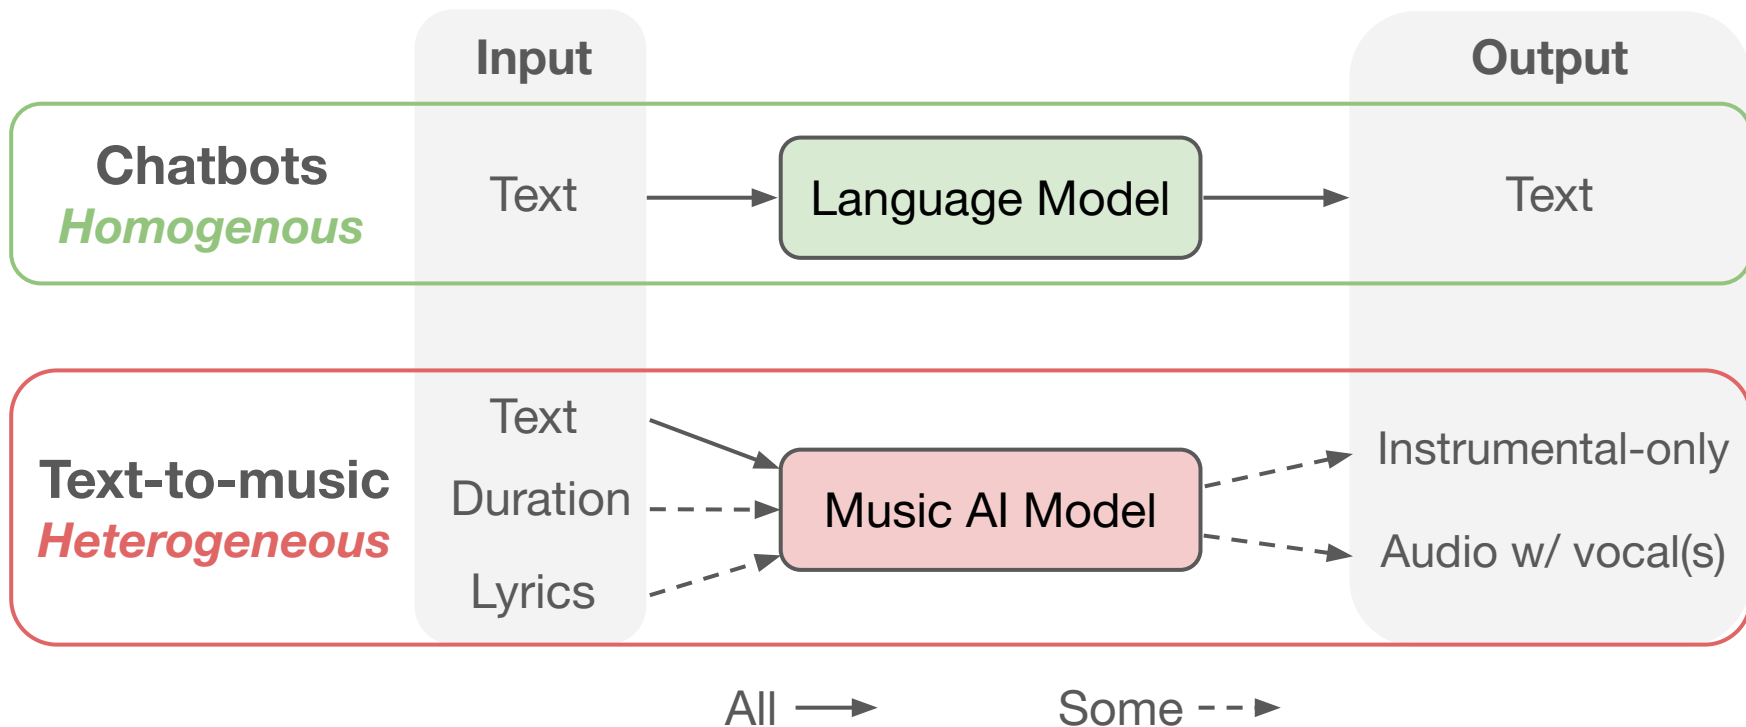 Input
Output
Chatbots
Homogenous
Text
Language Model
Text
Text-to-music
Heterogeneous
Text
Duration
Lyrics
Music AI Model
Instrumental-only
Audio w/ vocal(s)
All
Some